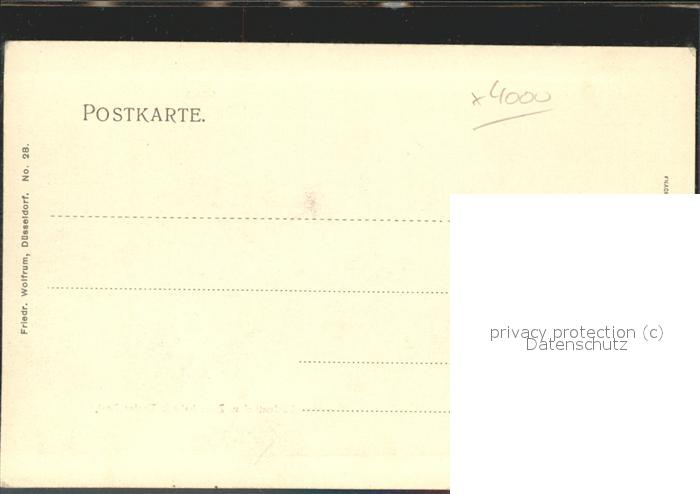 POSTKARTE.
x4000
Friedr. Wolfrum, Düsseldorf. No. 28.
privacy protection (c)
Datenschutz